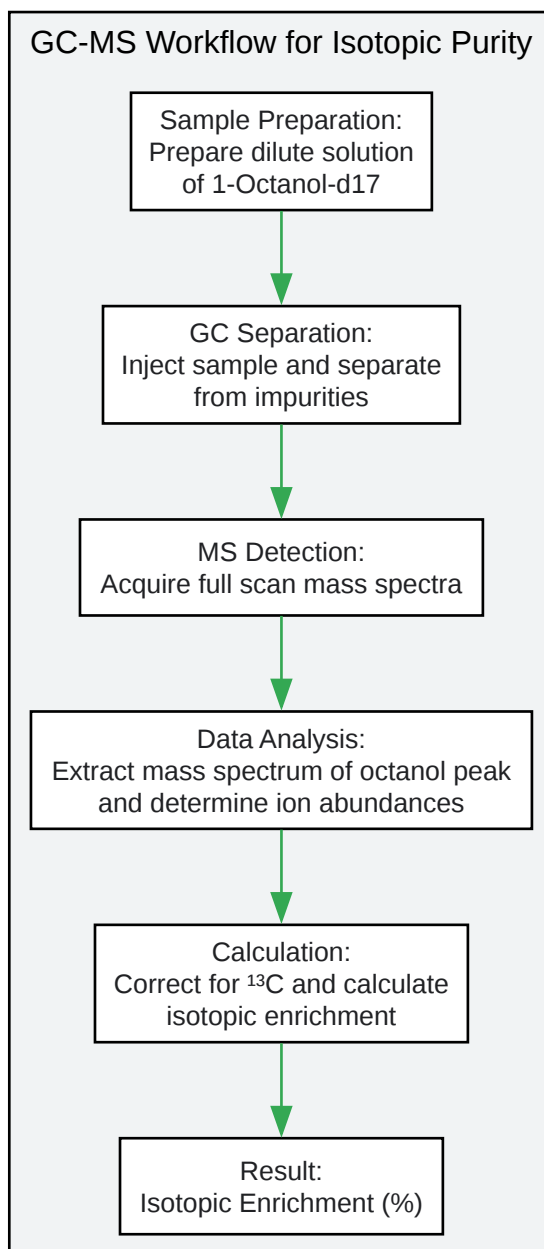 GC-MS Workflow for Isotopic Purity
Sample Preparation:
Prepare dilute solution
of 1-Octanol-d17
GC Separation:
Inject sample and separate
from impurities
MS Detection:
Acquire full scan mass spectra
Data Analysis:
Extract mass spectrum of octanol peak
and determine ion abundances
Calculation:
Correct for ¹³C and calculate
isotopic enrichment
Result:
Isotopic Enrichment (%)